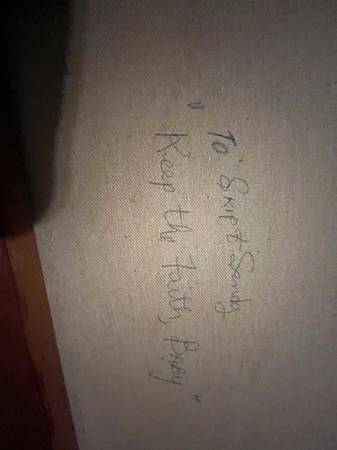 To Skip & Sandy
"Keep the Faith, Baby"